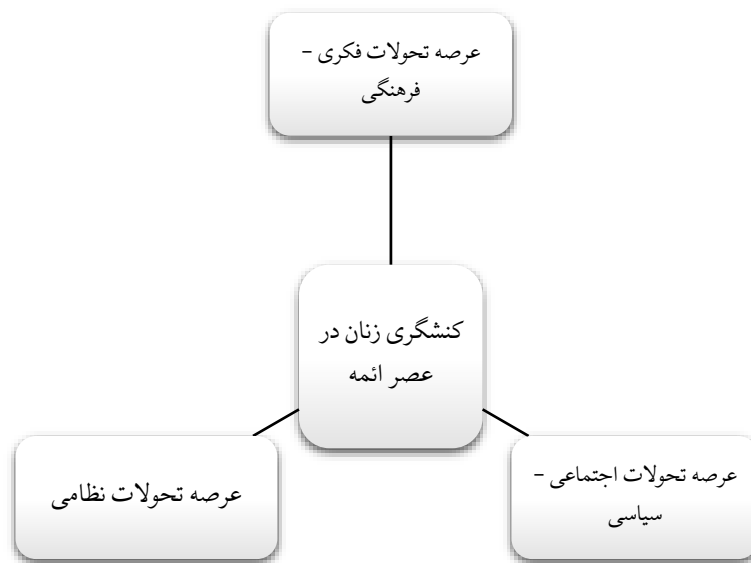 عرصه تحولات فکری -
فرهنگی
کنشگری زنان در
عصر ائمه
عرصه تحولات اجتماعی -
سیاسی
عرصه تحولات نظامی